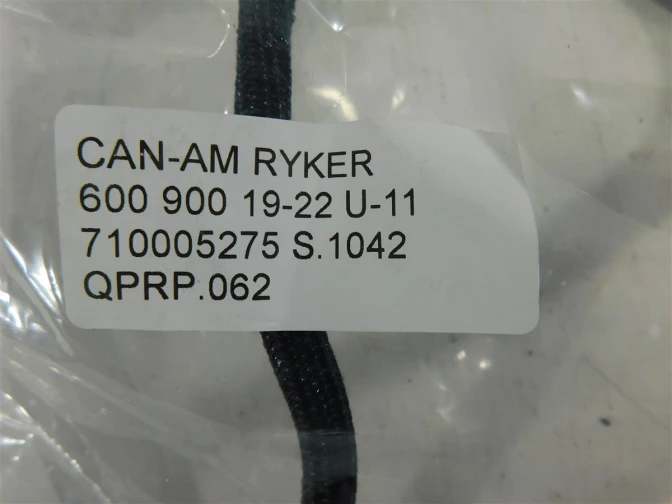 CAN-AM RYKER
600 900 19-22 U-11
710005275 S.1042
QPRP.062